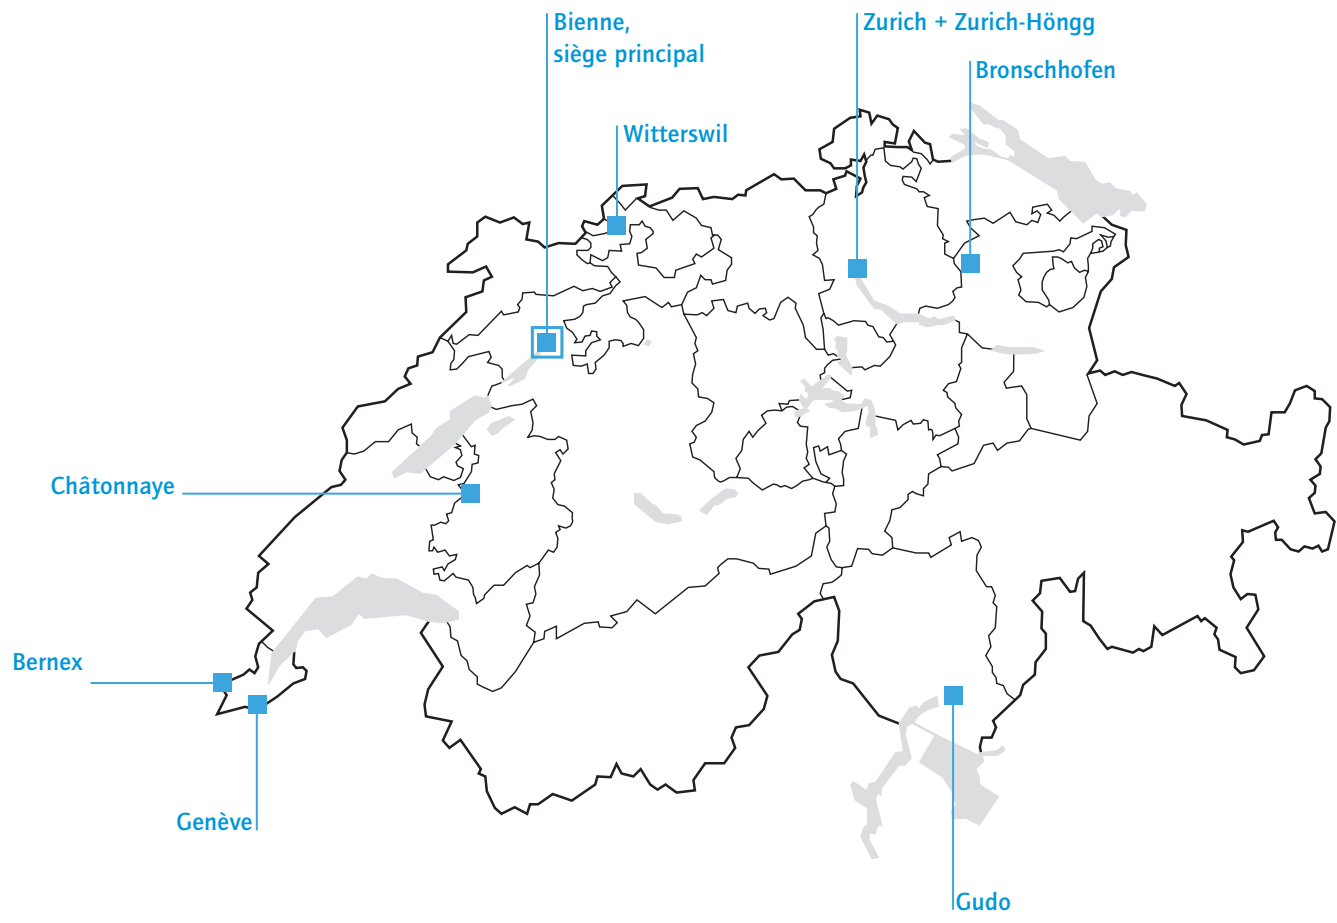 Bienne,
siège principal
Zurich + Zurich-Höngg
Bronschhofen
Witterswil
Châtonnaye
Bernex
Genève
Gudo